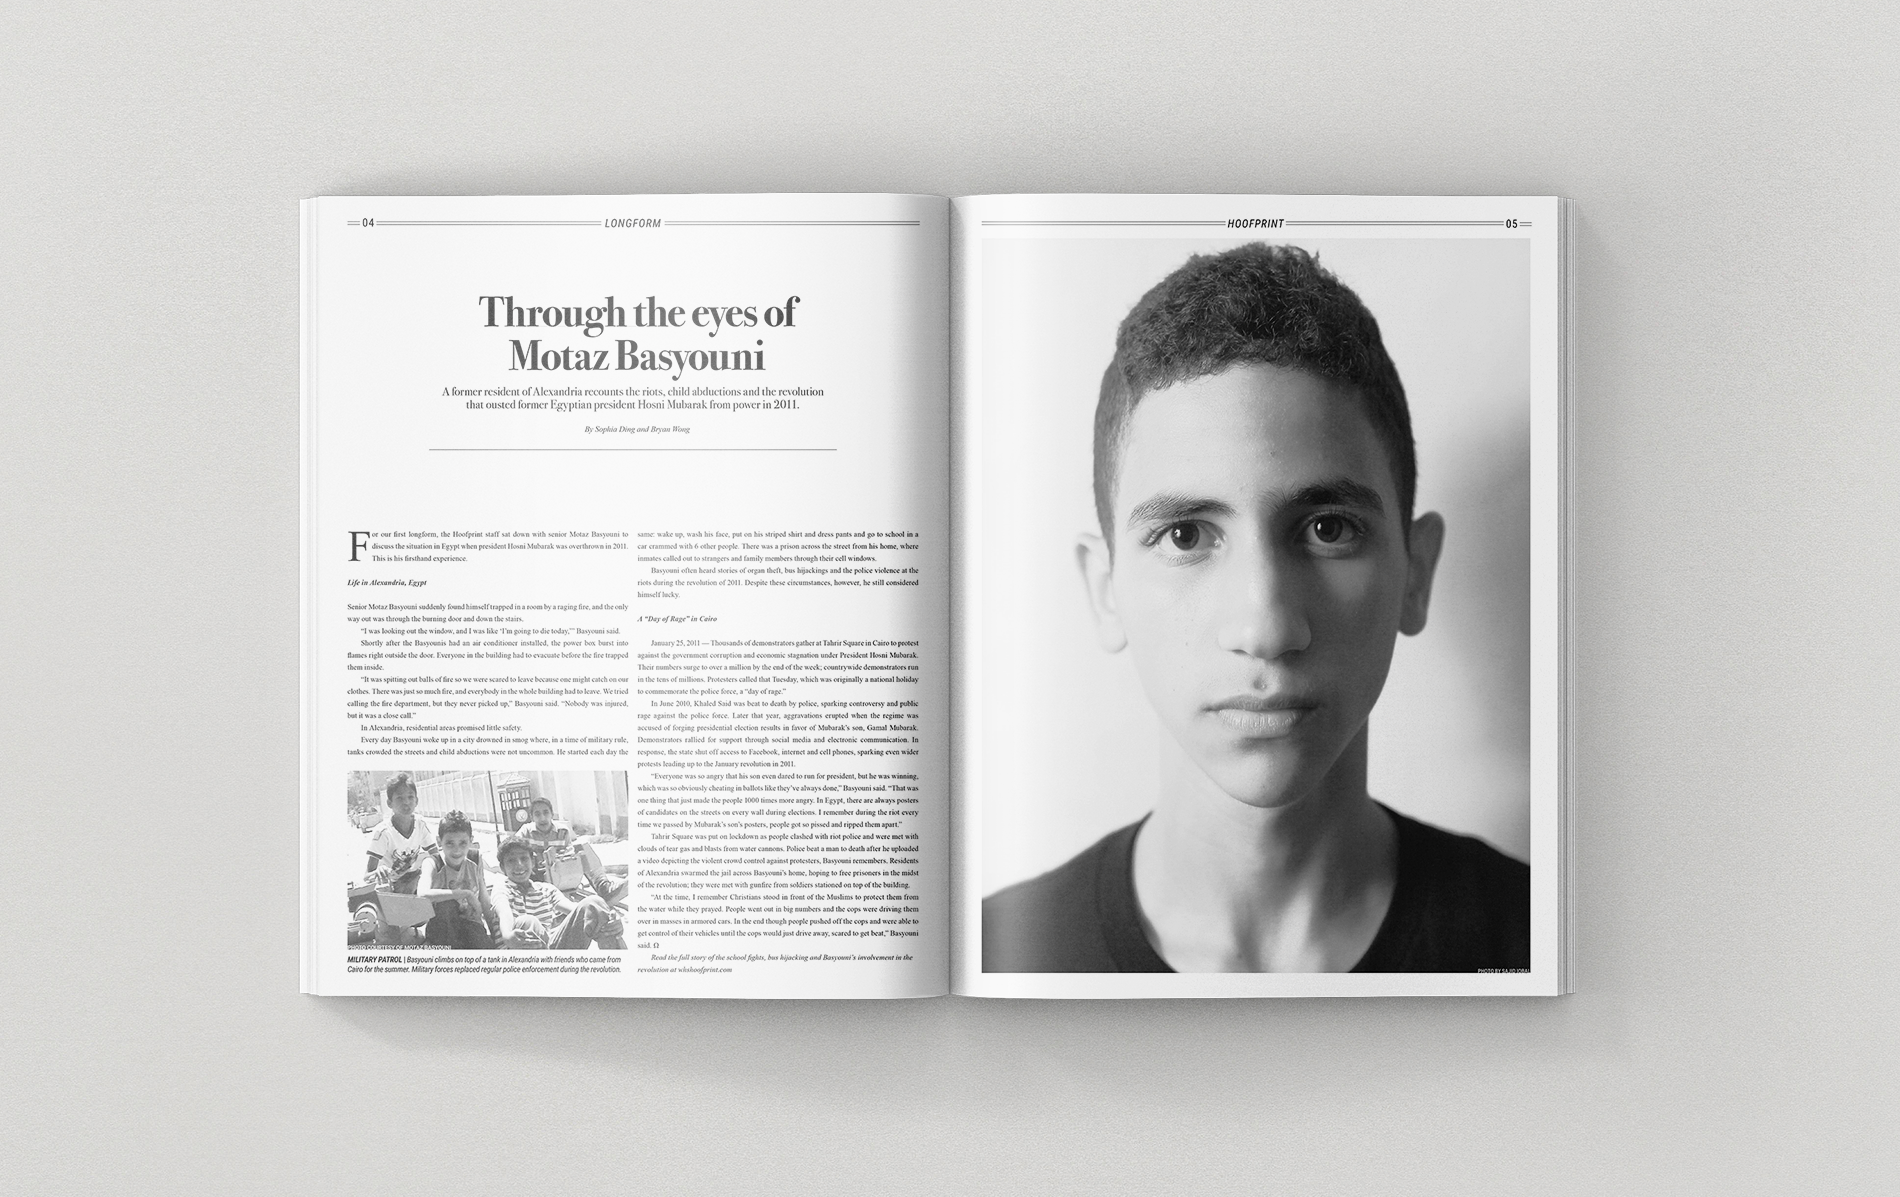 04
LONGFORM
Through the eyes of
Motaz Basyouni
A former resident of Alexandria recounts the riots, child abductions and the revolution
that ousted former Egyptian president Hosni Mubarak from power in 2011.
By Sophia Ding and Bryan Wong
For our first longform, the Hoofprint staff sat down with senior Motaz Basyouni to
discuss the situation in Egypt when president Hosni Mubarak was overthrown in 2011.
This is his firsthand experience.
Life in Alexandria, Egypt
Senior Motaz Basyouni suddenly found himself trapped in a room by a raging fire, and the only
way out was through the burning door and down the stairs.
“I was looking out the window, and I was like ‘I’m going to die today,’” Basyouni said.
Shortly after the Basyounis had an air conditioner installed, the power box burst into
flames right outside the door. Everyone in the building had to evacuate before the fire trapped
them inside.
“It was spitting out balls of fire so we were scared to leave because one might catch on our
clothes. There was just so much fire, and everybody in the whole building had to leave. We tried
calling the fire department, but they never picked up,” Basyouni said. “Nobody was injured,
but it was a close call.”
In Alexandria, residential areas promised little safety.
Every day Basyouni woke up in a city drowned in smog where, in a time of military rule,
tanks crowded the streets and child abductions were not uncommon. He started each day the
PHOTO COURTESY OF MOTAZ BASYOUNI
MILITARY PATROL | Basyouni climbs on top of a tank in Alexandria with friends who came from
Cairo for the summer. Military forces replaced regular police enforcement during the revolution.
same: wake up, wash his face, put on his striped shirt and dress pants and go to school in a
car crammed with 6 other people. There was a prison across the street from his home, where
inmates called out to strangers and family members through their cell windows.
Basyouni often heard stories of organ theft, bus hijackings and the police violence at the
riots during the revolution of 2011. Despite these circumstances, however, he still considered
himself lucky.
A “Day of Rage” in Cairo
January 25, 2011 — Thousands of demonstrators gather at Tahrir Square in Cairo to protest
against the government corruption and economic stagnation under President Hosni Mubarak.
Their numbers surge to over a million by the end of the week; countrywide demonstrators run
in the tens of millions. Protesters called that Tuesday, which was originally a national holiday
to commemorate the police force, a “day of rage.”
In June 2010, Khaled Said was beat to death by police, sparking controversy and public
rage against the police force. Later that year, aggravations erupted when the regime was
accused of forging presidential election results in favor of Mubarak’s son, Gamal Mubarak.
Demonstrators rallied for support through social media and electronic communication. In
response, the state shut off access to Facebook, internet and cell phones, sparking even wider
protests leading up to the January revolution in 2011.
“Everyone was so angry that his son even dared to run for president, but he was winning,
which was so obviously cheating in ballots like they’ve always done,” Basyouni said. “That was
one thing that just made the people 1000 times more angry. In Egypt, there are always posters
of candidates on the streets on every wall during elections. I remember during the riot every
time we passed by Mubarak’s son’s posters, people got so pissed and ripped them apart.”
Tahrir Square was put on lockdown as people clashed with riot police and were met with
clouds of tear gas and blasts from water cannons. Police beat a man to death after he uploaded
a video depicting the violent crowd control against protesters, Basyouni remembers. Residents
of Alexandria swarmed the jail across Basyouni’s home, hoping to free prisoners in the midst
of the revolution; they were met with gunfire from soldiers stationed on top of the building.
“At the time, I remember Christians stood in front of the Muslims to protect them from
the water while they prayed. People went out in big numbers and the cops were driving them
over in masses in armored cars. In the end though people pushed off the cops and were able to
get control of their vehicles until the cops would just drive away, scared to get beat,” Basyouni
said. Ω
Read the full story of the school fights, bus hijacking and Basyouni’s involvement in the
revolution at whshoofprint.com
HOOFPRINT
05
PHOTO BY SAJID IQBAL